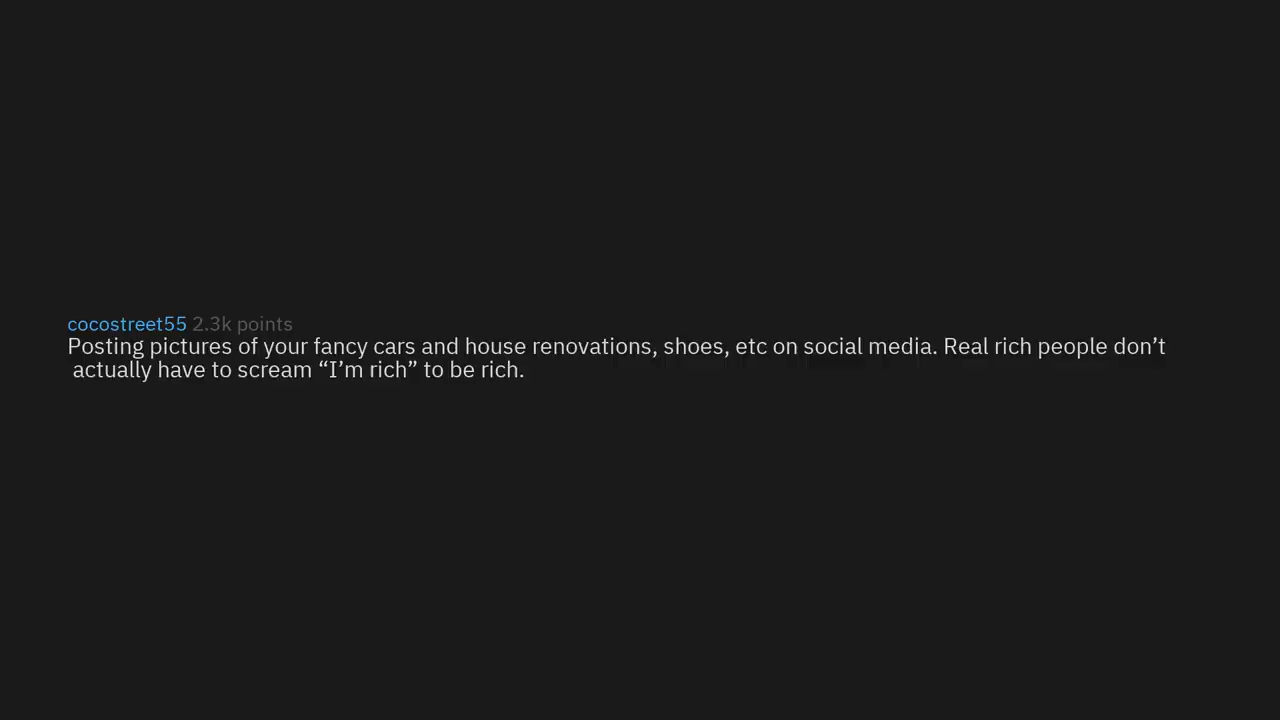 cocostreet55 2.3k points
Posting pictures of your fancy cars and house renovations, shoes, etc on social media. Real rich people don’t
actually have to scream “I’m rich” to be rich.